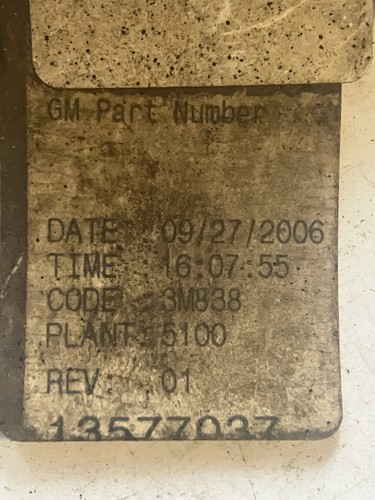 GM Part Number
DATE: 09/27/2006
TIME: 16:07:55
CODE: 3M838
PLANT: 5100
REV: 01
13577037